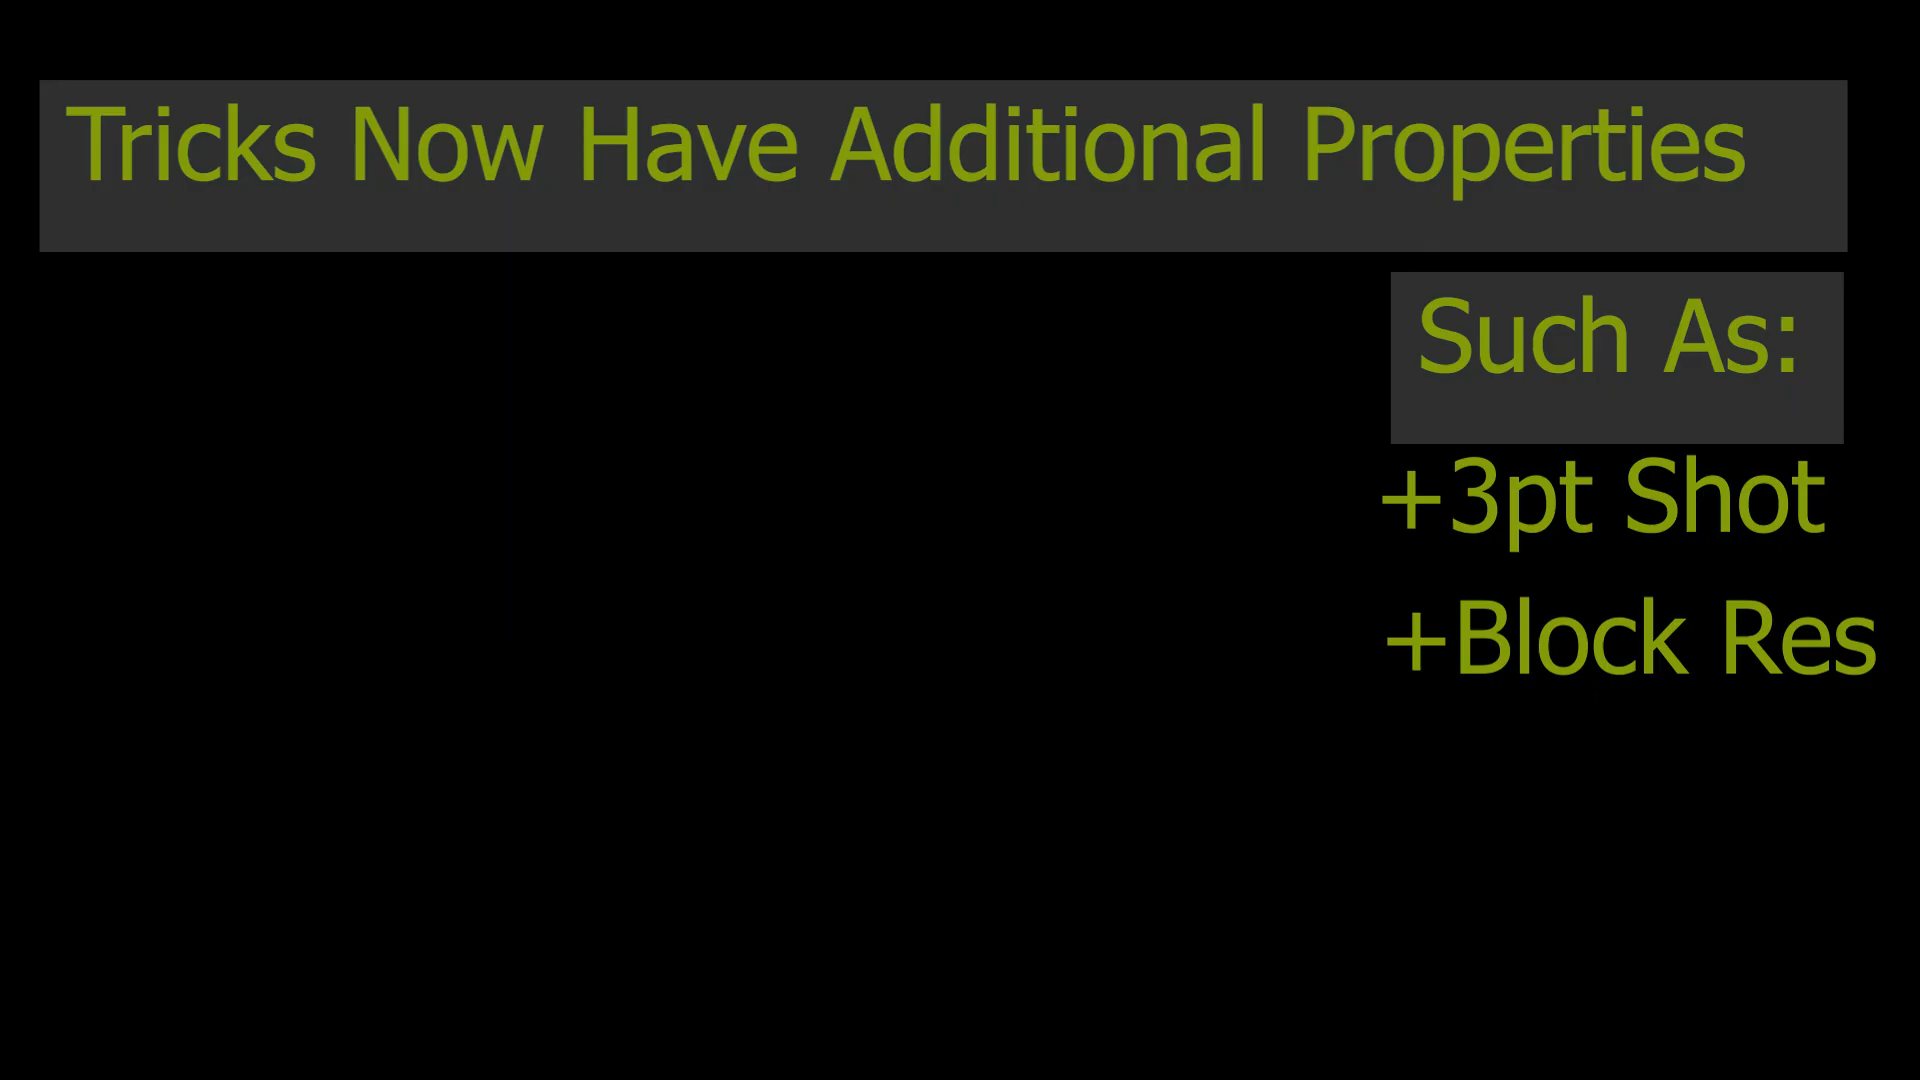 Tricks Now Have Additional Properties
Such As:
+3pt Shot
+Block Res